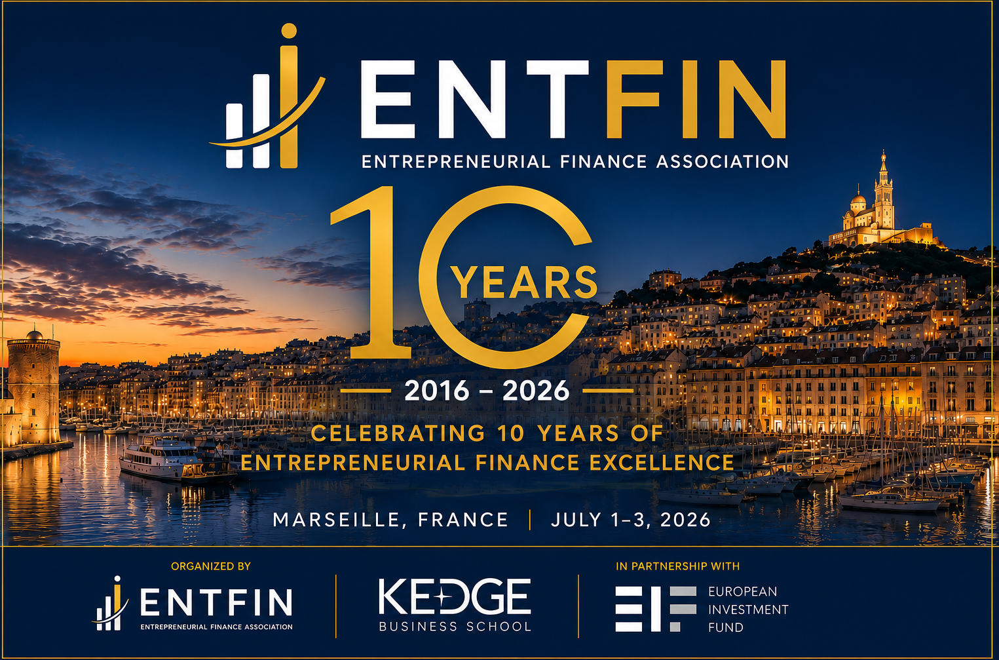 ENTFIN
ENTREPRENEURIAL FINANCE ASSOCIATION
10
YEARS
2016 – 2026
CELEBRATING 10 YEARS OF
ENTREPRENEURIAL FINANCE EXCELLENCE
MARSEILLE, FRANCE | JULY 1–3, 2026
ORGANIZED BY
ENTFIN
ENTREPRENEURIAL FINANCE ASSOCIATION
KEDGE
BUSINESS SCHOOL
IN PARTNERSHIP WITH
EIF
EUROPEAN
INVESTMENT
FUND